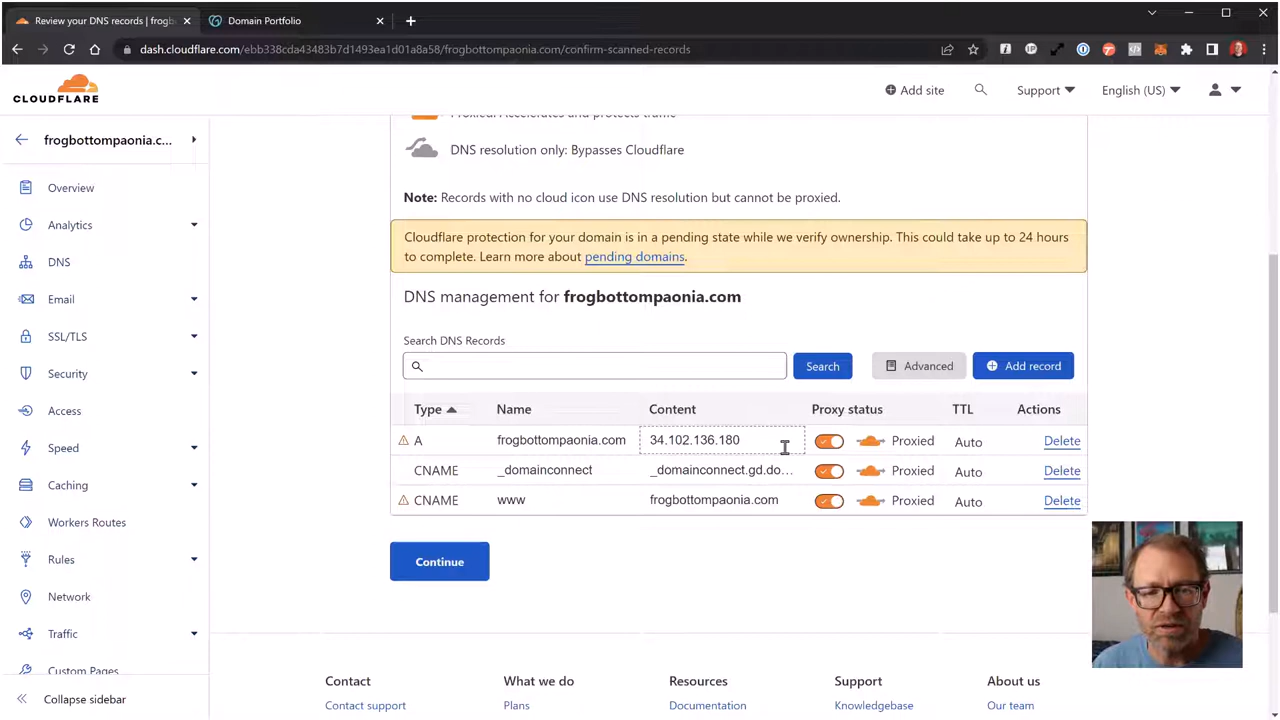 Review your DNS records | frogb
Domain Portfolio
dash.cloudflare.com/ebb338cda43483b7d1493ea1d01a8a58/frogbottompaonia.com/confirm-scanned-records
CLOUDFLARE
Add site
Support
English (US)
frogbottompaonia.c...
Overview
Analytics
DNS
Email
SSL/TLS
Security
Access
Speed
Caching
Workers Routes
Rules
Network
Traffic
Custom Pages
Collapse sidebar
Proxied: Accelerates and protects traffic
DNS resolution only: Bypasses Cloudflare
Note: Records with no cloud icon use DNS resolution but cannot be proxied.
Cloudflare protection for your domain is in a pending state while we verify ownership. This could take up to 24 hours
to complete. Learn more about pending domains.
DNS management for frogbottompaonia.com
Search DNS Records
Search
Advanced
Add record
Type Name Content Proxy status TTL Actions
A frogbottompaonia.com 34.102.136.180 Proxied Auto Delete
CNAME _domainconnect _domainconnect.gd.do... Proxied Auto Delete
CNAME www frogbottompaonia.com Proxied Auto Delete
Continue
Contact What we do Resources Support About us
Contact support Plans Documentation Knowledgebase Our team